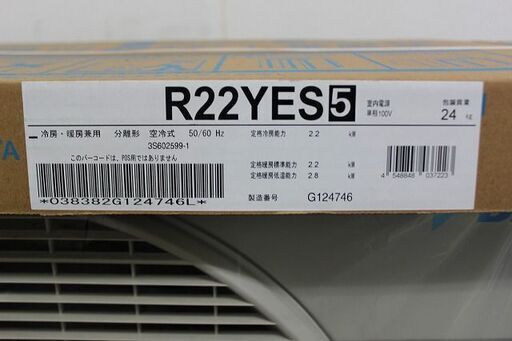 R22YES5
室内電源
単相100V
包装質量
24 kg
冷房・暖房兼用 分離形 空冷式 50/60 Hz
3S602599-1
このバーコードは、POS用ではありません
*038382G124746L*
定格冷房能力 2.2 kW
定格暖房標準能力 2.2 kW
定格暖房低温能力 2.8 kW
製造番号 G124746
4 548848 037223